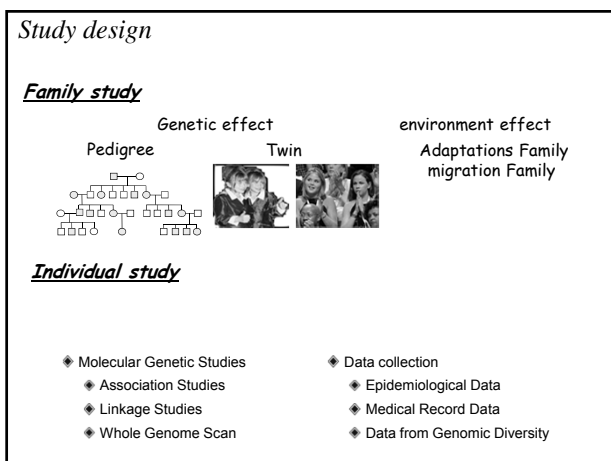 Study design
Family study
Genetic effect environment effect
Pedigree Twin Adaptations Family
migration Family
Individual study
◈ Molecular Genetic Studies
◈ Association Studies
◈ Linkage Studies
◈ Whole Genome Scan
◈ Data collection
◈ Epidemiological Data
◈ Medical Record Data
◈ Data from Genomic Diversity